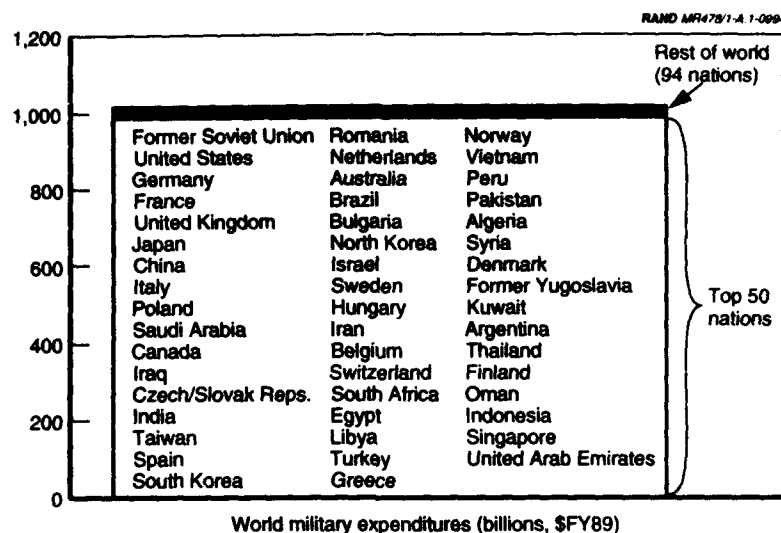 RAND MR478/1-A.1-0994
1,200
1,000
800
600
400
200
0
Rest of world
(94 nations)
Former Soviet Union Romania Norway
United States Netherlands Vietnam
Germany Australia Peru
France Brazil Pakistan
United Kingdom Bulgaria Algeria
Japan North Korea Syria
China Israel Denmark
Italy Sweden Former Yugoslavia
Poland Hungary Kuwait
Saudi Arabia Iran Argentina
Canada Belgium Thailand
Iraq Switzerland Finland
Czech/Slovak Reps. South Africa Oman
India Egypt Indonesia
Taiwan Libya Singapore
Spain Turkey United Arab Emirates
South Korea Greece
Top 50
nations
World military expenditures (billions, $FY89)